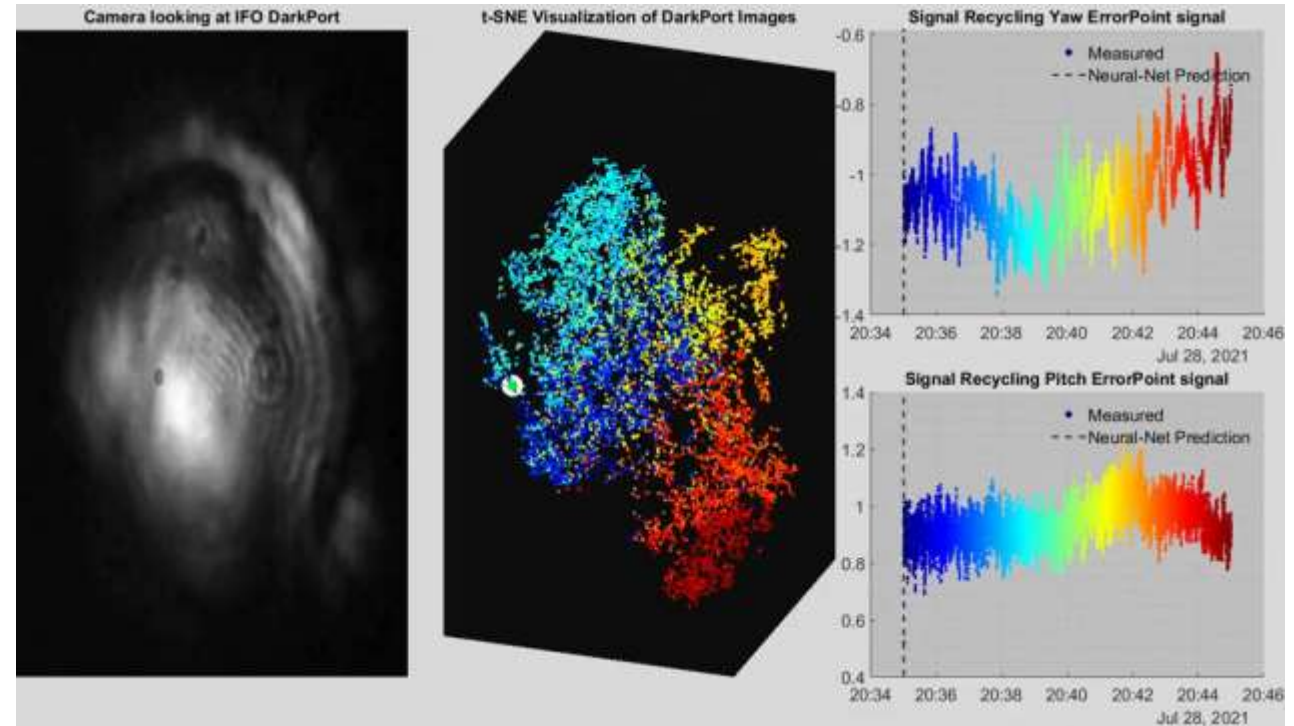 Camera looking at IFO DarkPort
t-SNE Visualization of DarkPort Images
Signal Recycling Yaw ErrorPoint signal
-0.6
-0.8
-1
-1.2
-1.4
Measured
Neural-Net Prediction
20:34 20:36 20:38 20:40 20:42 20:44 20:46
Jul 28, 2021
Signal Recycling Pitch ErrorPoint signal
1.4
1.2
1
0.8
0.6
0.4
Measured
Neural-Net Prediction
20:34 20:36 20:38 20:40 20:42 20:44 20:46
Jul 28, 2021